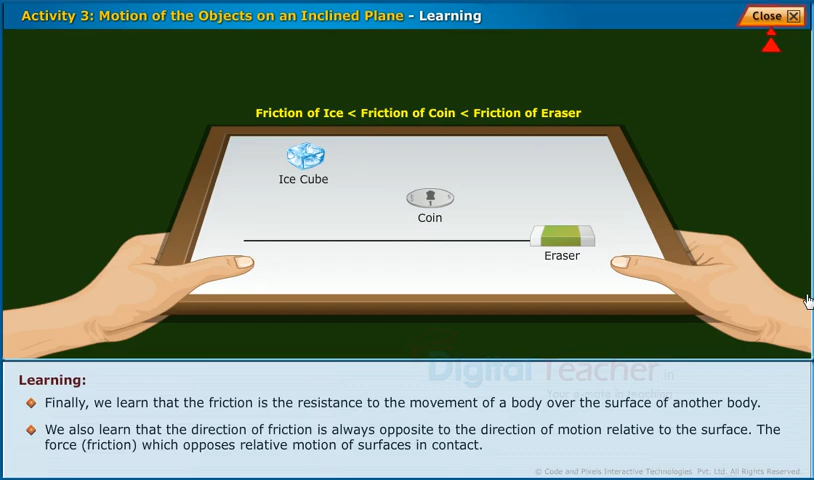 Activity 3: Motion of the Objects on an Inclined Plane - Learning
Close
Friction of Ice < Friction of Coin < Friction of Eraser
Ice Cube
Coin
Eraser
Digital Teacher.in
Learning:
Finally, we learn that the friction is the resistance to the movement of a body over the surface of another body.
We also learn that the direction of friction is always opposite to the direction of motion relative to the surface. The
force (friction) which opposes relative motion of surfaces in contact.
© Code and Pixels Interactive Technologies Pvt. Ltd. All Rights Reserved.